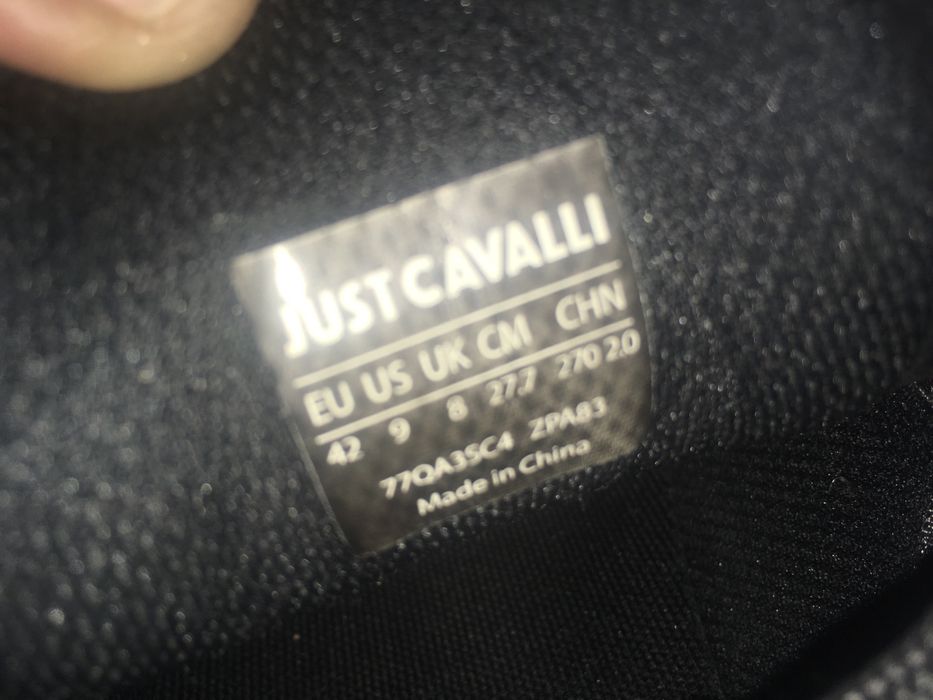 JUST CAVALLI
EU US UK CM CHN
42 9 8 27.7 270 2.0
77QA3SC4 ZPA83
Made in China